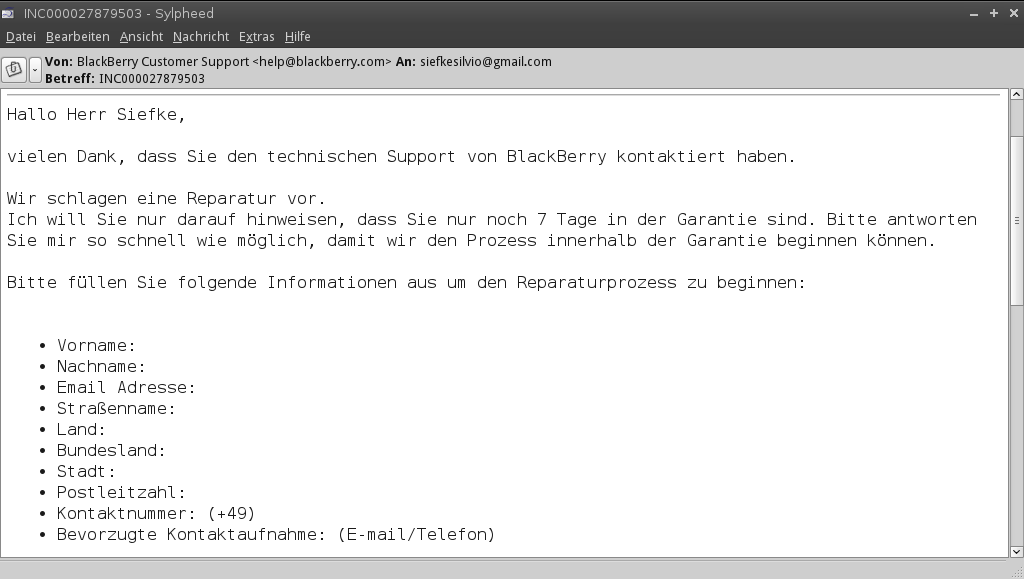 INC000027879503 - Sylpheed
Datei Bearbeiten Ansicht Nachricht Extras Hilfe
Von: BlackBerry Customer Support <help@blackberry.com> An: siefkesilvio@gmail.com
Betreff: INC000027879503
Hallo Herr Siefke,
vielen Dank, dass Sie den technischen Support von BlackBerry kontaktiert haben.
Wir schlagen eine Reparatur vor.
Ich will Sie nur darauf hinweisen, dass Sie nur noch 7 Tage in der Garantie sind. Bitte antworten
Sie mir so schnell wie möglich, damit wir den Prozess innerhalb der Garantie beginnen können.
Bitte füllen Sie folgende Informationen aus um den Reparaturprozess zu beginnen:
• Vorname:
• Nachname:
• Email Adresse:
• Straßenname:
• Land:
• Bundesland:
• Stadt:
• Postleitzahl:
• Kontaktnummer: (+49)
• Bevorzugte Kontaktaufnahme: (E-mail/Telefon)